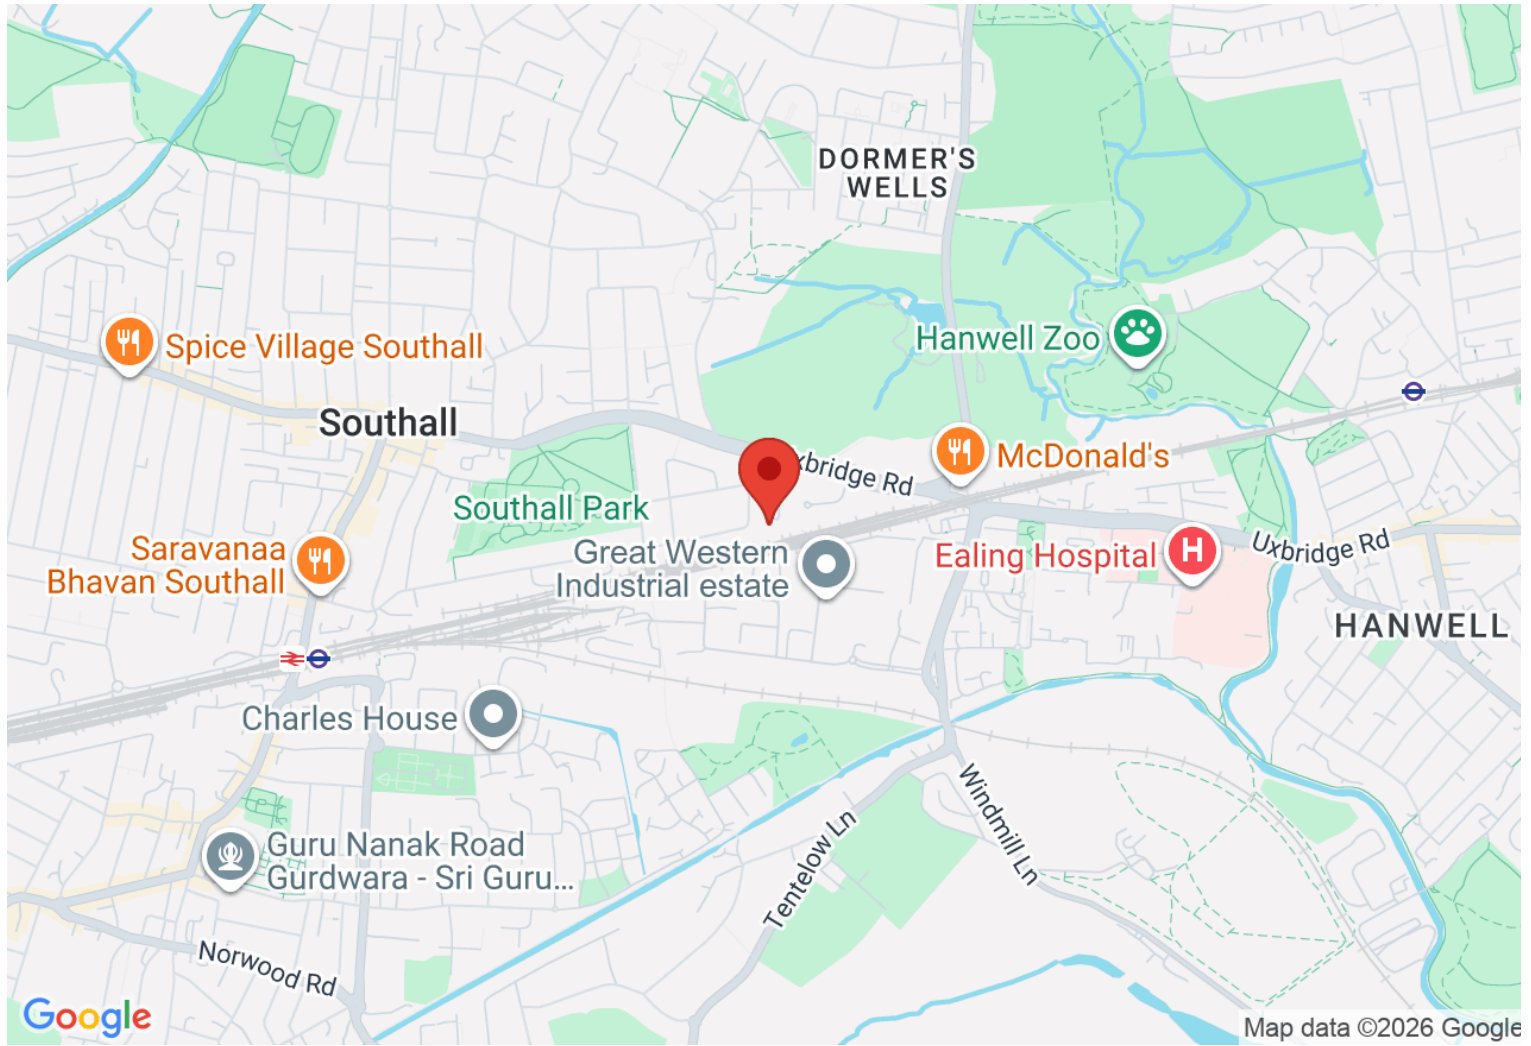 DORMER'S
WELLS
Spice Village Southall
Hanwell Zoo
Southall
xbridge Rd
McDonald's
Southall Park
Great Western
Industrial estate
Saravanaa
Bhavan Southall
Ealing Hospital
H
Uxbridge Rd
HANWELL
Charles House
Windmill Ln
Tentelow Ln
Guru Nanak Road
Gurdwara - Sri Guru...
Norwood Rd
Google
Map data ©2026 Google